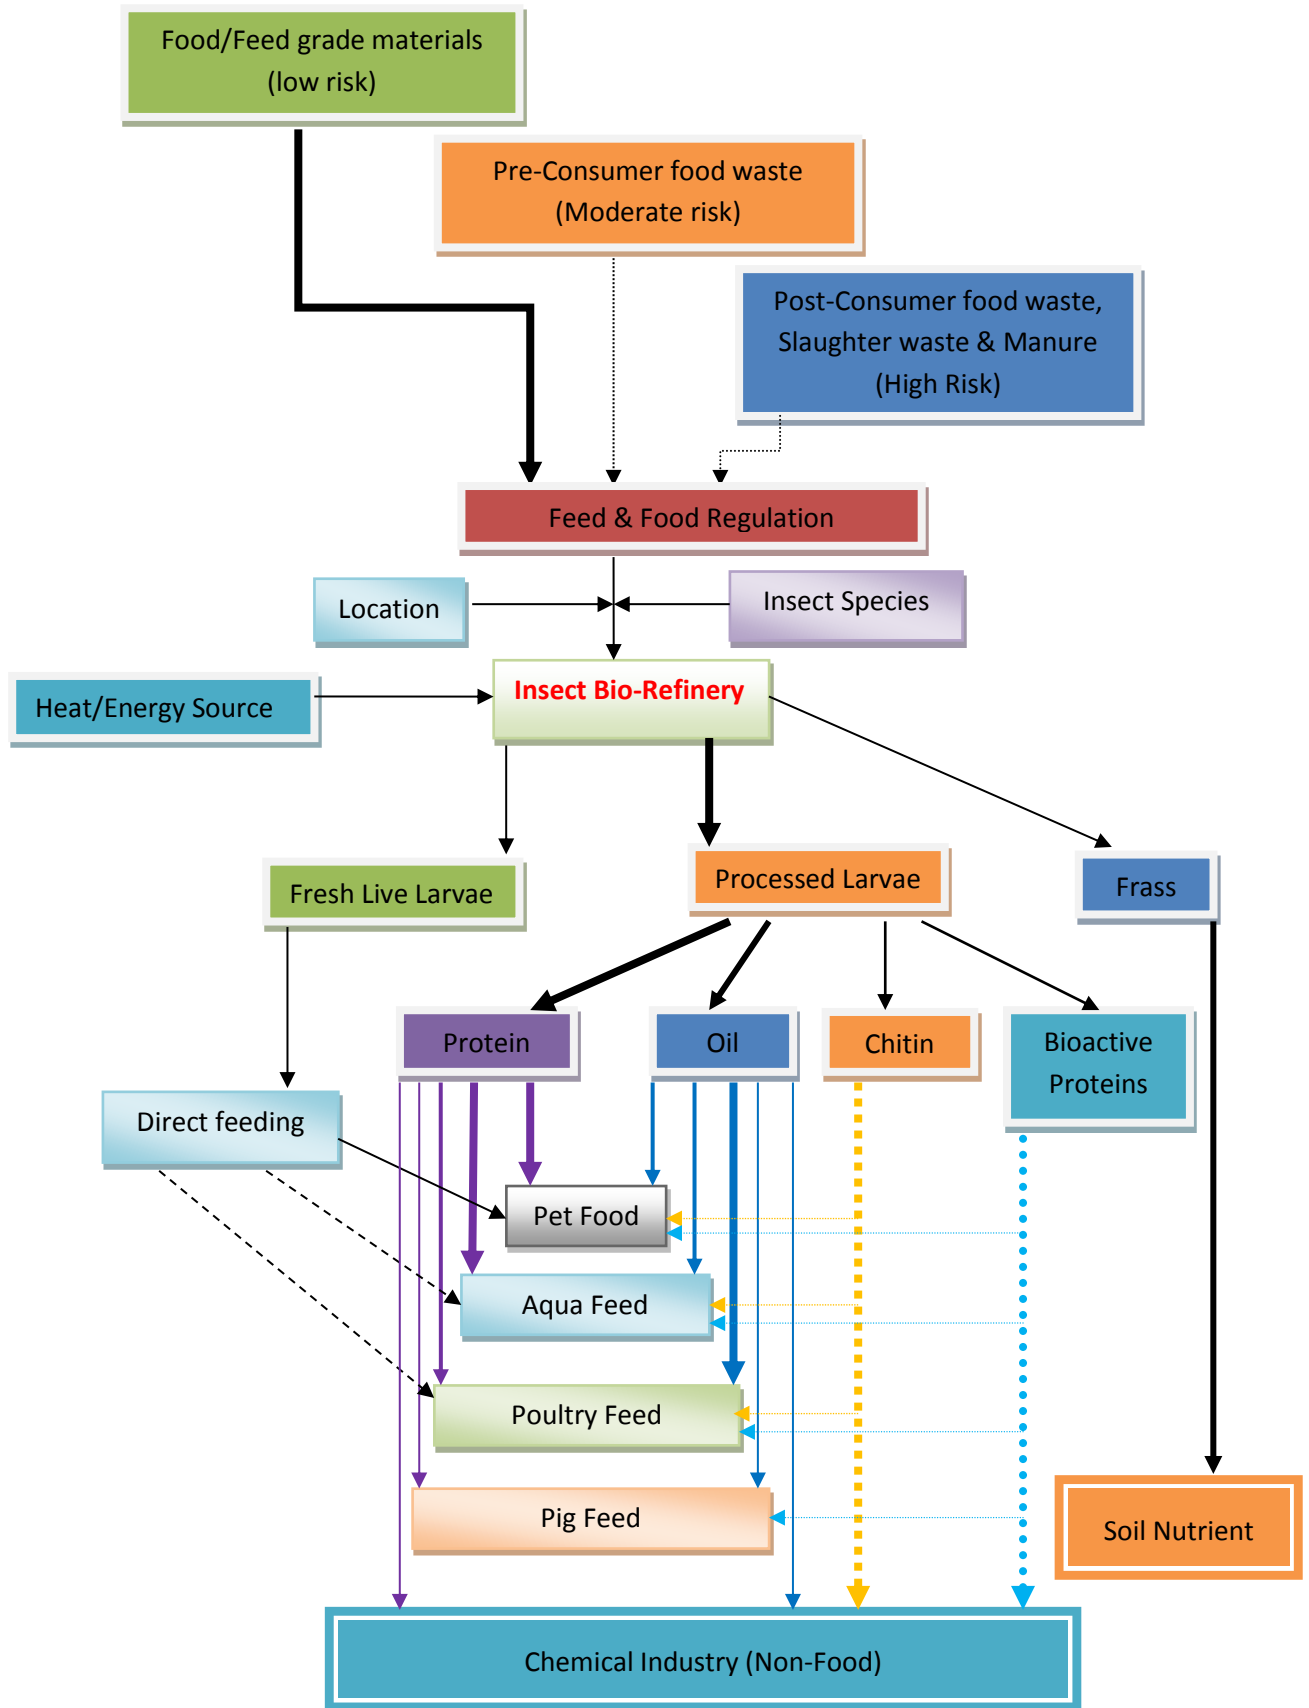 Food/Feed grade materials
(low risk)
Pre-Consumer food waste
(Moderate risk)
Post-Consumer food waste,
Slaughter waste & Manure
(High Risk)
Feed & Food Regulation
Location
Insect Species
Insect Bio-Refinery
Heat/Energy Source
Fresh Live Larvae
Processed Larvae
Frass
Protein
Oil
Chitin
Bioactive
Proteins
Direct feeding
Pet Food
Aqua Feed
Poultry Feed
Pig Feed
Soil Nutrient
Chemical Industry (Non-Food)